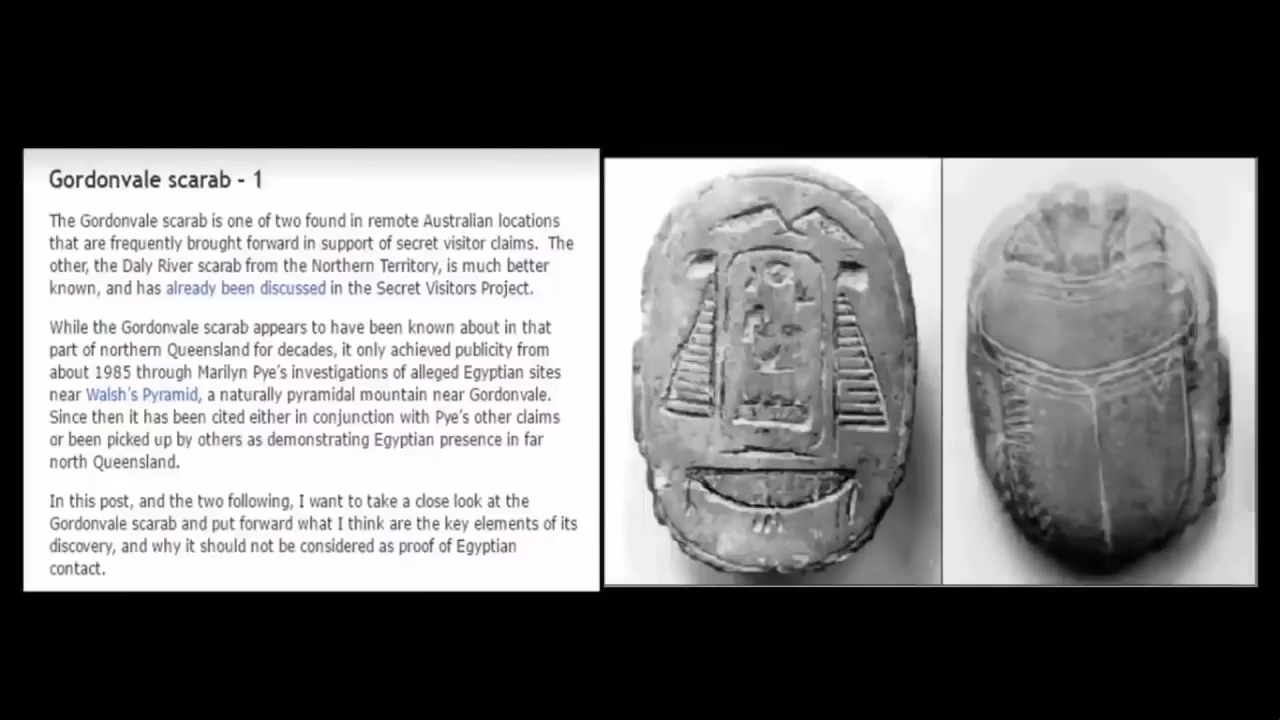 Gordonvale scarab - 1
The Gordonvale scarab is one of two found in remote Australian locations
that are frequently brought forward in support of secret visitor claims. The
other, the Daly River scarab from the Northern Territory, is much better
known, and has already been discussed in the Secret Visitors Project.
While the Gordonvale scarab appears to have been known about in that
part of northern Queensland for decades, it only achieved publicity from
about 1985 through Marilyn Pye's investigations of alleged Egyptian sites
near Walsh's Pyramid, a naturally pyramidal mountain near Gordonvale.
Since then it has been cited either in conjunction with Pye's other claims
or been picked up by others as demonstrating Egyptian presence in far
north Queensland.
In this post, and the two following, I want to take a close look at the
Gordonvale scarab and put forward what I think are the key elements of its
discovery, and why it should not be considered as proof of Egyptian
contact.